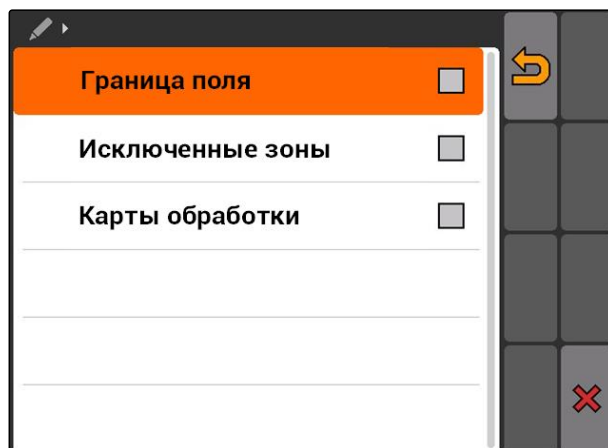 Граница поля
Исключенные зоны
Карты обработки